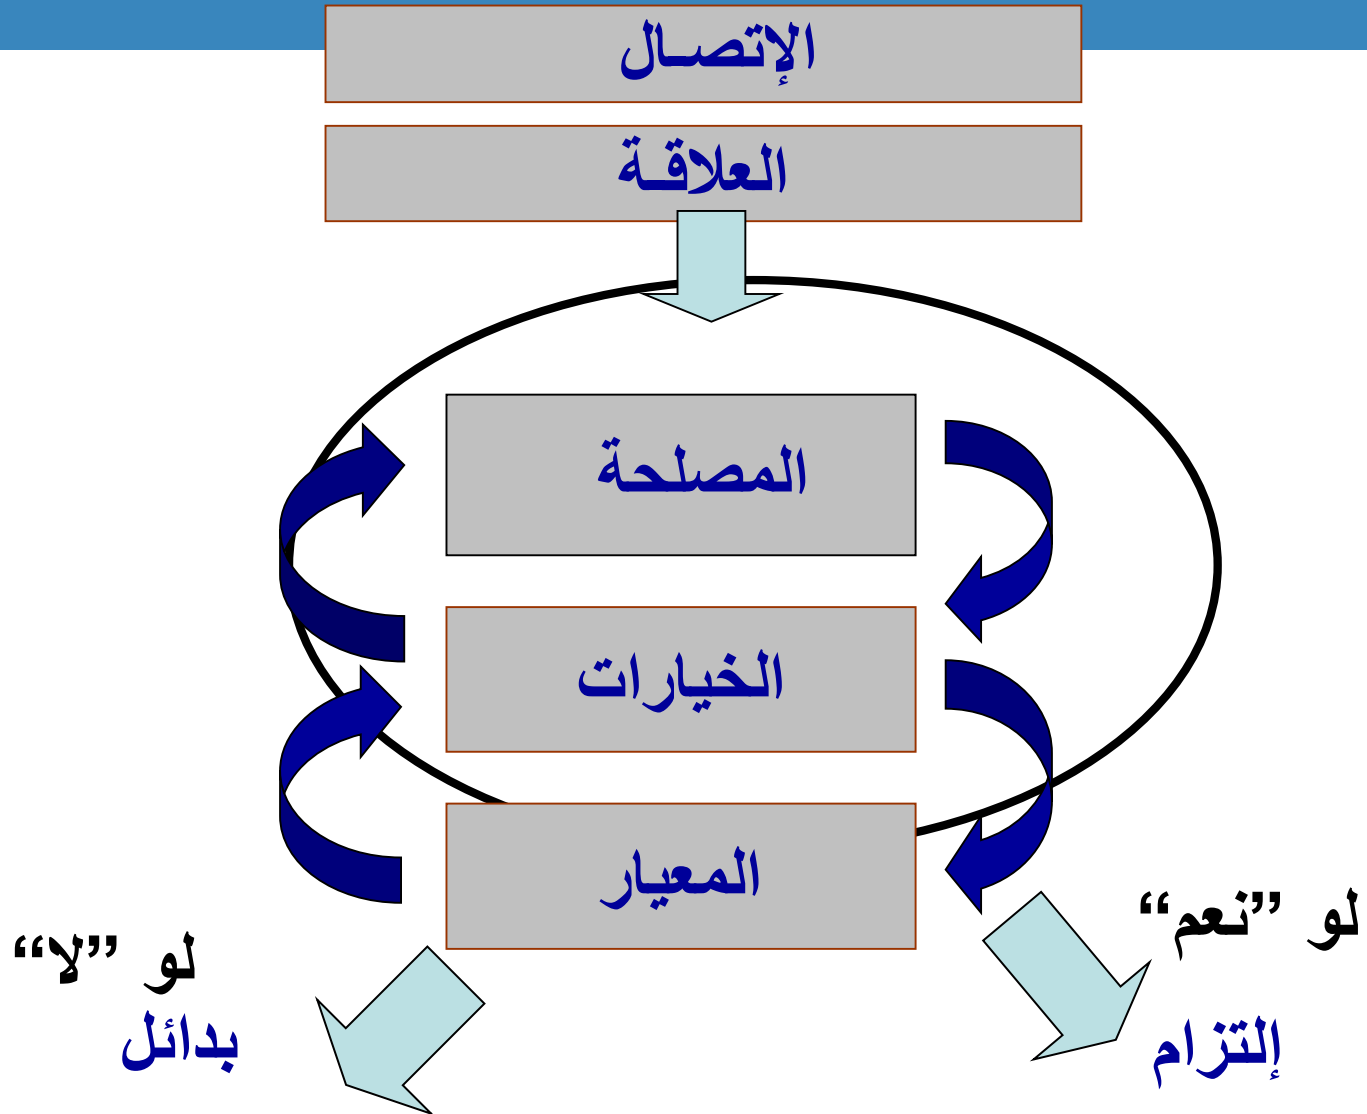 الإتصـال
العلاقـة
المصلحة
الخيارات
المعيار
لو ”نعم“
إلتزام
لو ”لا“
بدائل